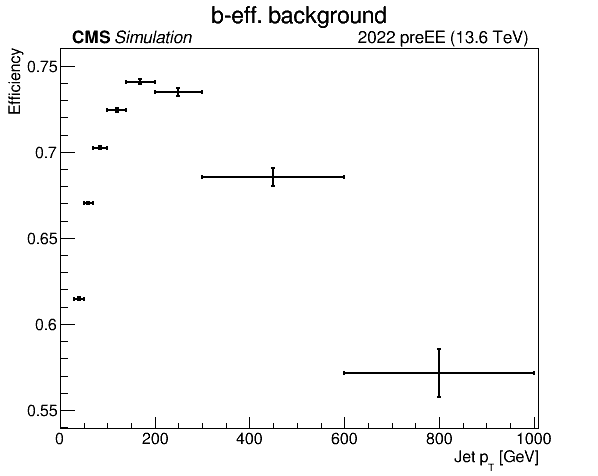 b-eff. background
CMS Simulation
2022 preEE (13.6 TeV)
Efficiency
0.75
0.7
0.65
0.6
0.55
0 200 400 600 800 1000
Jet p_T [GeV]